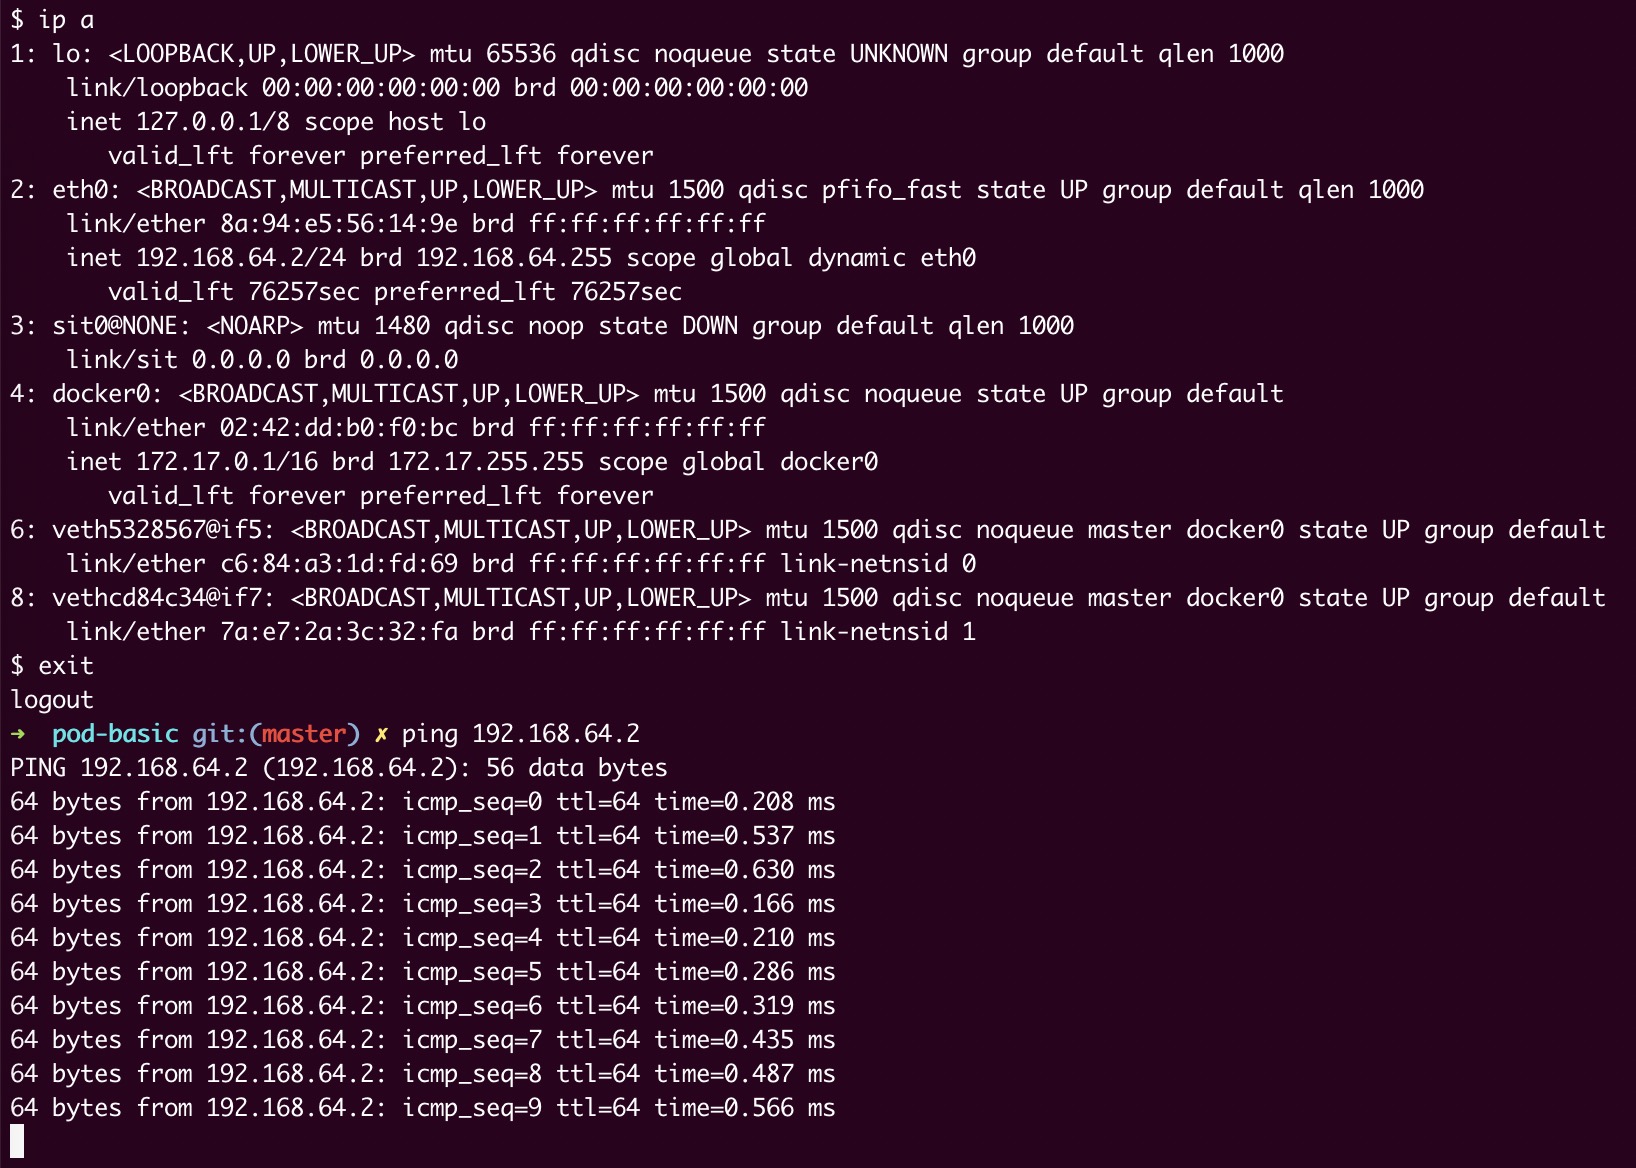 $ ip a
1: lo: <LOOPBACK,UP,LOWER_UP> mtu 65536 qdisc noqueue state UNKNOWN group default qlen 1000
    link/loopback 00:00:00:00:00:00 brd 00:00:00:00:00:00
    inet 127.0.0.1/8 scope host lo
       valid_lft forever preferred_lft forever
2: eth0: <BROADCAST,MULTICAST,UP,LOWER_UP> mtu 1500 qdisc pfifo_fast state UP group default qlen 1000
    link/ether 8a:94:e5:56:14:9e brd ff:ff:ff:ff:ff:ff
    inet 192.168.64.2/24 brd 192.168.64.255 scope global dynamic eth0
       valid_lft 76257sec preferred_lft 76257sec
3: sit0@NONE: <NOARP> mtu 1480 qdisc noop state DOWN group default qlen 1000
    link/sit 0.0.0.0 brd 0.0.0.0
4: docker0: <BROADCAST,MULTICAST,UP,LOWER_UP> mtu 1500 qdisc noqueue state UP group default
    link/ether 02:42:dd:b0:f0:bc brd ff:ff:ff:ff:ff:ff
    inet 172.17.0.1/16 brd 172.17.255.255 scope global docker0
       valid_lft forever preferred_lft forever
6: veth5328567@if5: <BROADCAST,MULTICAST,UP,LOWER_UP> mtu 1500 qdisc noqueue master docker0 state UP group default
    link/ether c6:84:a3:1d:fd:69 brd ff:ff:ff:ff:ff:ff link-netnsid 0
8: vethcd84c34@if7: <BROADCAST,MULTICAST,UP,LOWER_UP> mtu 1500 qdisc noqueue master docker0 state UP group default
    link/ether 7a:e7:2a:3c:32:fa brd ff:ff:ff:ff:ff:ff link-netnsid 1
$ exit
logout
➜  pod-basic git:(master) ✗ ping 192.168.64.2
PING 192.168.64.2 (192.168.64.2): 56 data bytes
64 bytes from 192.168.64.2: icmp_seq=0 ttl=64 time=0.208 ms
64 bytes from 192.168.64.2: icmp_seq=1 ttl=64 time=0.537 ms
64 bytes from 192.168.64.2: icmp_seq=2 ttl=64 time=0.630 ms
64 bytes from 192.168.64.2: icmp_seq=3 ttl=64 time=0.166 ms
64 bytes from 192.168.64.2: icmp_seq=4 ttl=64 time=0.210 ms
64 bytes from 192.168.64.2: icmp_seq=5 ttl=64 time=0.286 ms
64 bytes from 192.168.64.2: icmp_seq=6 ttl=64 time=0.319 ms
64 bytes from 192.168.64.2: icmp_seq=7 ttl=64 time=0.435 ms
64 bytes from 192.168.64.2: icmp_seq=8 ttl=64 time=0.487 ms
64 bytes from 192.168.64.2: icmp_seq=9 ttl=64 time=0.566 ms